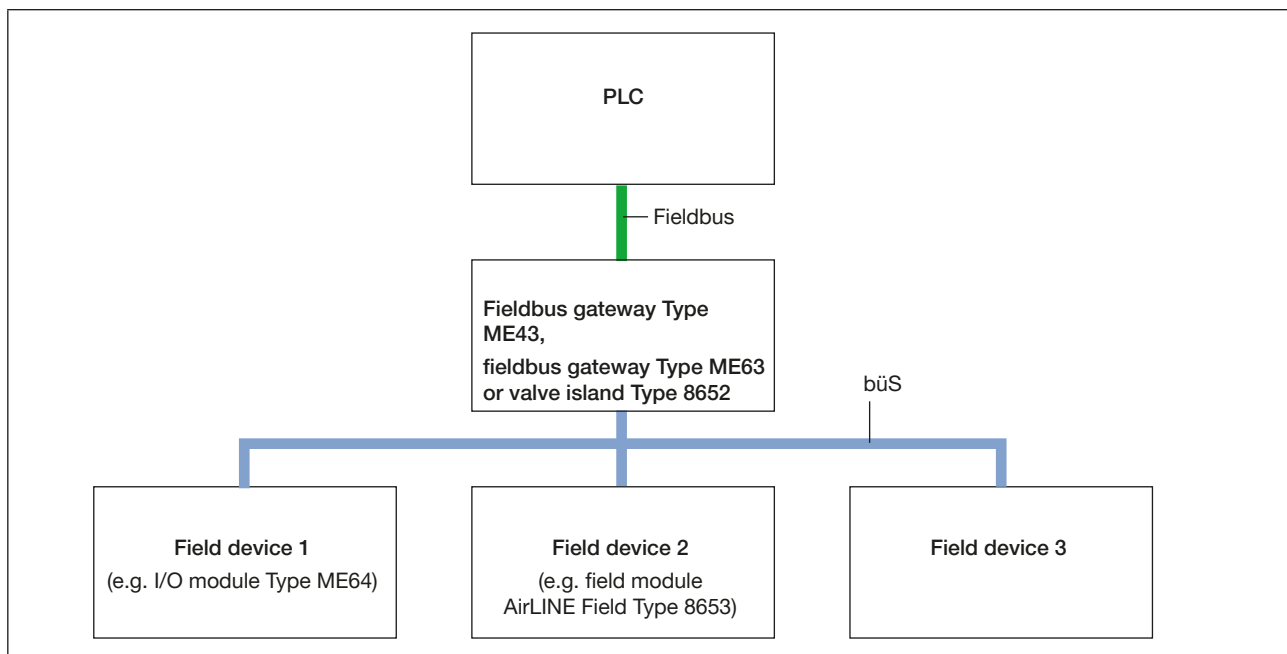 PLC
Fieldbus
Fieldbus gateway Type
ME43,
fieldbus gateway Type ME63
or valve island Type 8652
büS
Field device 1
(e.g. I/O module Type ME64)
Field device 2
(e.g. field module
AirLINE Field Type 8653)
Field device 3